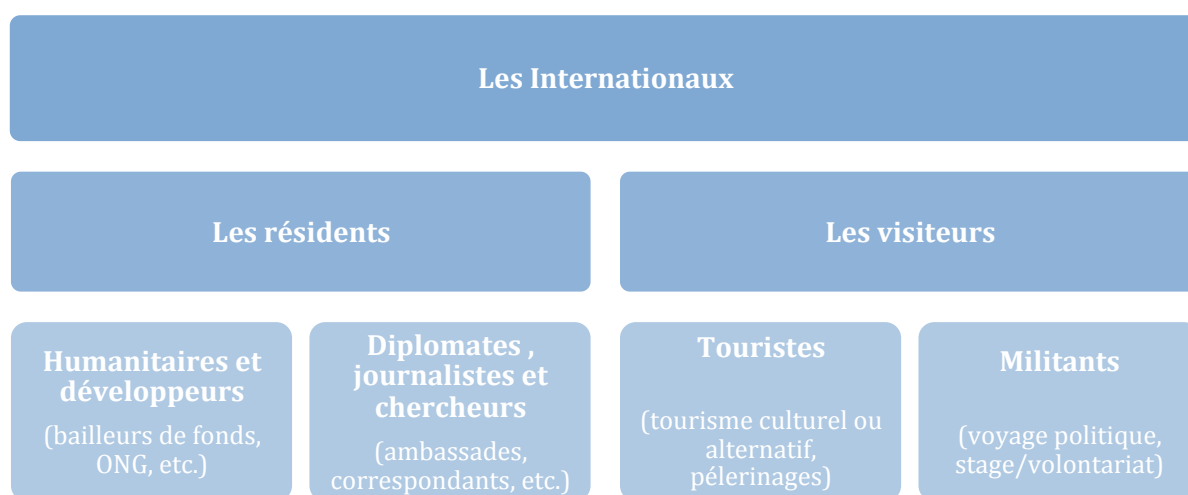 Les Internationaux
Les résidents
Les visiteurs
Humanitaires et
développeurs
(bailleurs de fonds,
ONG, etc.)
Diplomates ,
journalistes et
chercheurs
(ambassades,
correspondants, etc.)
Touristes
(tourisme culturel ou
alternatif,
pélerinages)
Militants
(voyage politique,
stage/volontariat)